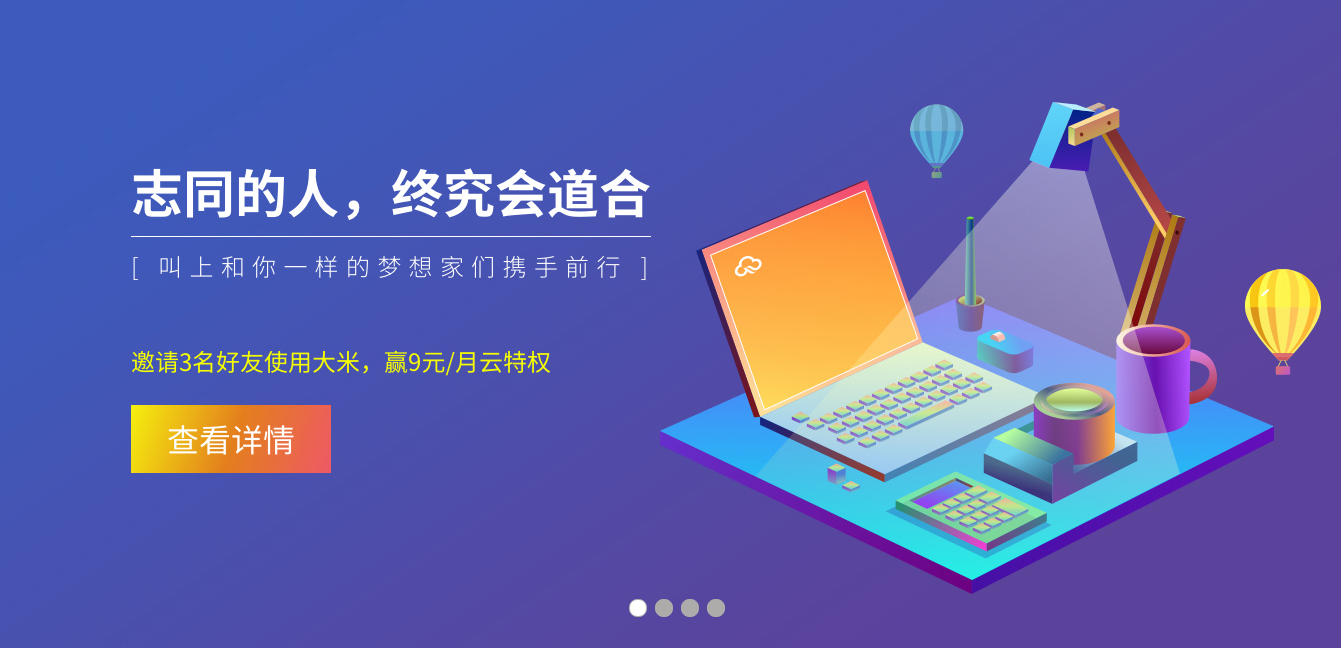 志同的人，终究会道合
[ 叫上和你一样的梦想家们携手前行 ]
邀请3名好友使用大米，赢9元/月云特权
查看详情